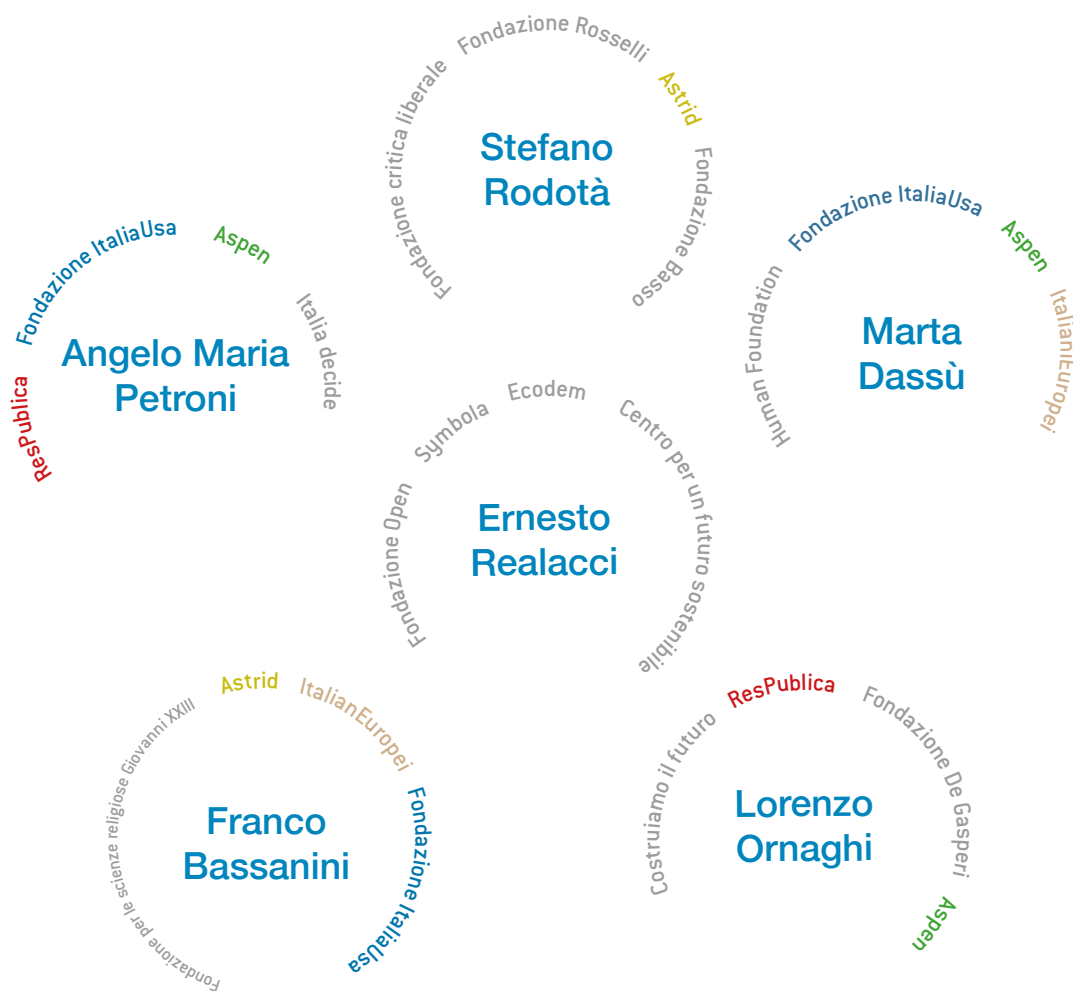 Fondazione critica liberale
Fondazione Rosselli
Astrid
Fondazione Basso
Stefano
Rodotà
ResPublica
Fondazione ItaliaUsa
Aspen
Italia decide
Angelo Maria
Petroni
Human Foundation
Fondazione ItaliaUsa
Aspen
ItalianiEuropei
Marta
Dassù
Fondazione Open
Symbola
Ecodem
Centro per un futuro sostenibile
Ernesto
Realacci
Fondazione per le scienze religiose Giovanni XXIII
Astrid
ItalianEuropei
Fondazione ItaliaUsa
Franco
Bassanini
Costruiamo il futuro
ResPublica
Fondazione De Gasperi
Aspen
Lorenzo
Ornaghi